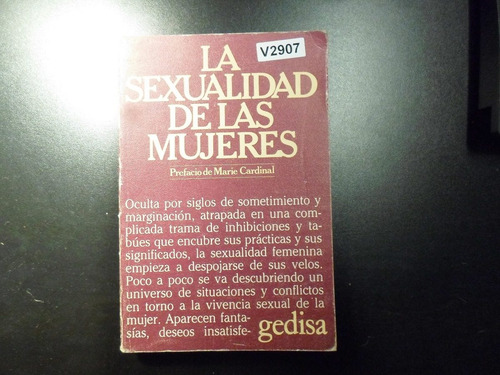 V2907
LA
SEXUALIDAD
DE LAS
MUJERES
Prefacio de Marie Cardinal
Oculta por siglos de sometimiento y
marginación, atrapada en una com-
plicada trama de inhibiciones y ta-
búes que encubre sus prácticas y sus
significados, la sexualidad femenina
empieza a despojarse de sus velos.
Poco a poco se va descubriendo un
universo de situaciones y conflictos
en torno a la vivencia sexual de la
mujer. Aparecen fanta-
sías, deseos insatisfe-
gedisa